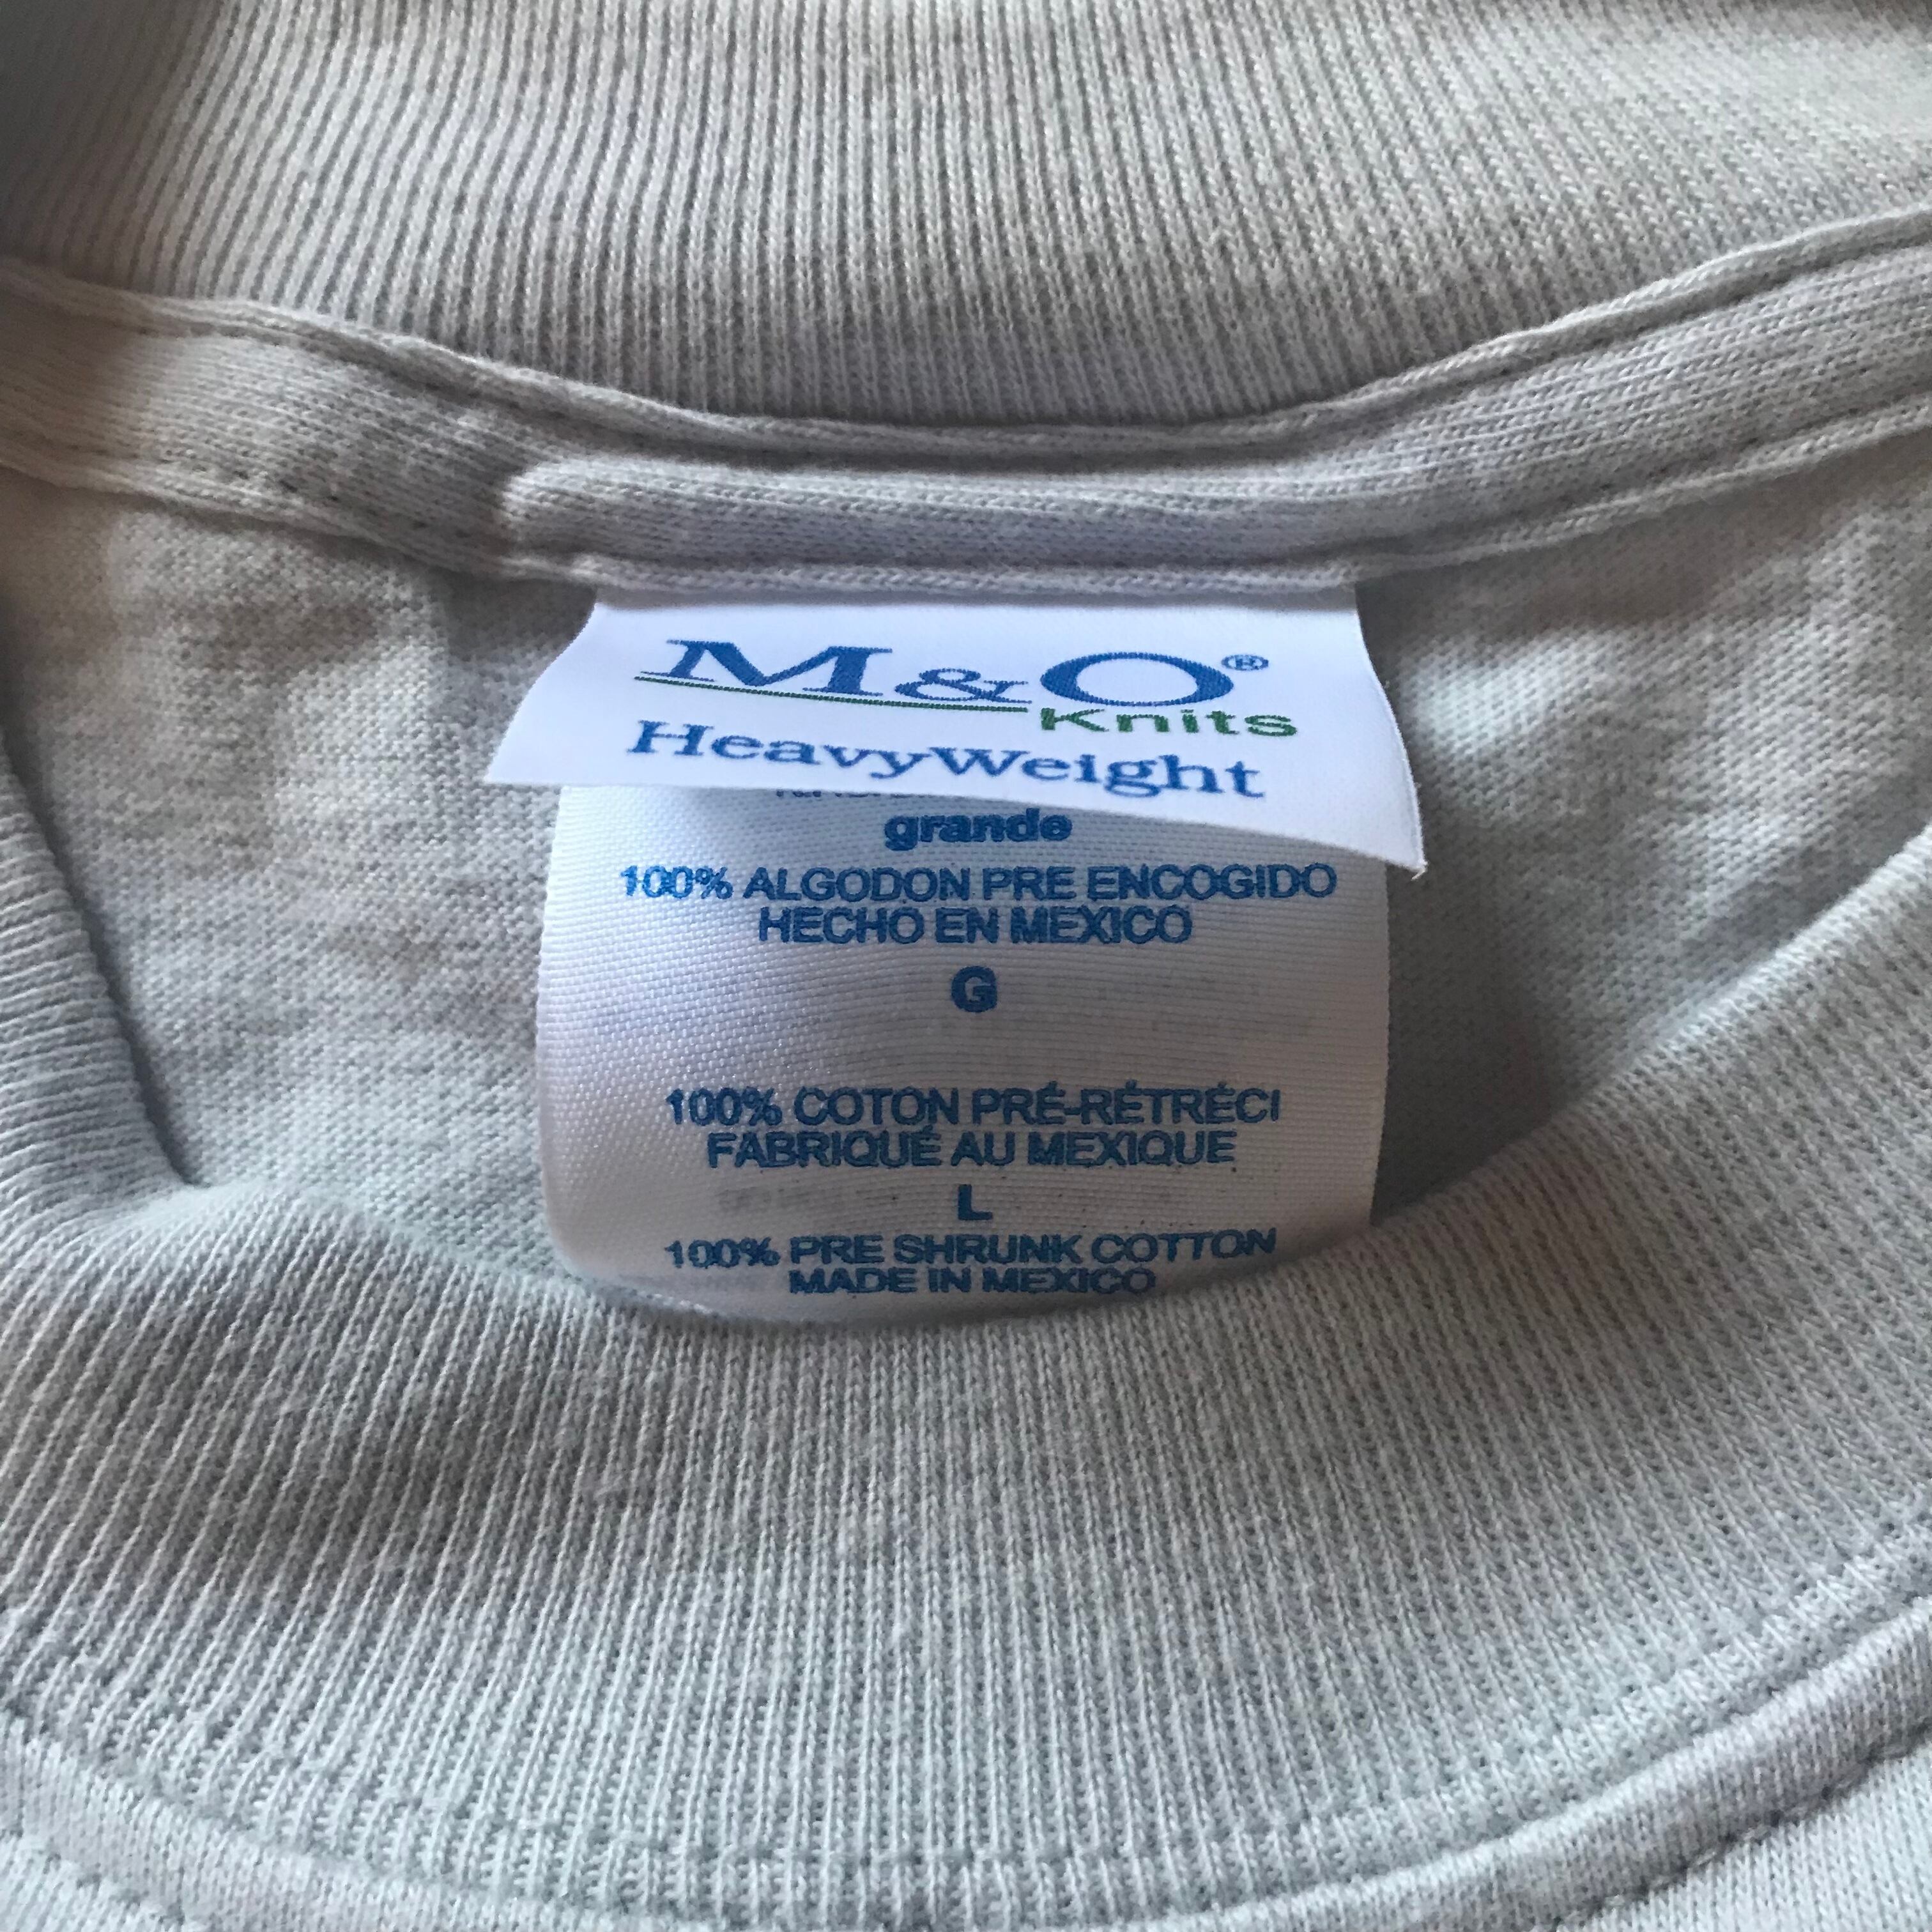 M&O®
Knits
HeavyWeight
grande
100% ALGODON PRE ENCOGIDO
HECHO EN MEXICO
G
100% COTON PRÉ-RÉTRÉCI
FABRIQUÉ AU MEXIQUE
L
100% PRE SHRUNK COTTON
MADE IN MEXICO